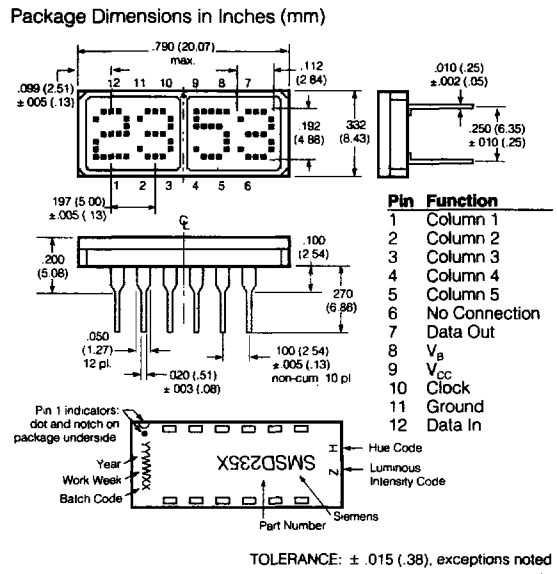 Package Dimensions in Inches (mm)
.790 (20.07)
max.
.112
(2 84)
.099 (2.51)
± 005 (.13)
12 11 10 9 8 7
.192
(4 88)
.332
(8.43)
1 2 3 4 5 6
.197 (5 00)
±.005 ( 13)
.010 (.25)
±.002 (.05)
.250 (6.35)
± 010 (.25)
Pin Function
1 Column 1
2 Column 2
3 Column 3
4 Column 4
5 Column 5
6 No Connection
7 Data Out
8 VB
9 VCC
10 Clock
11 Ground
12 Data In
℄
.200
(5.08)
.100
(2 54)
.270
(6.86)
.050
(1.27)
12 pl.
020 (.51)
± 003 (.08)
100 (2 54)
±.005 (.13)
non-cum 10 pl
Pin 1 indicators:
dot and notch on
package underside
Year
Work Week
Batch Code
YYWWXX
SMSD235X
H
Z
Hue Code
Luminous
Intensity Code
Siemens
Part Number
TOLERANCE: ± .015 (.38), exceptions noted